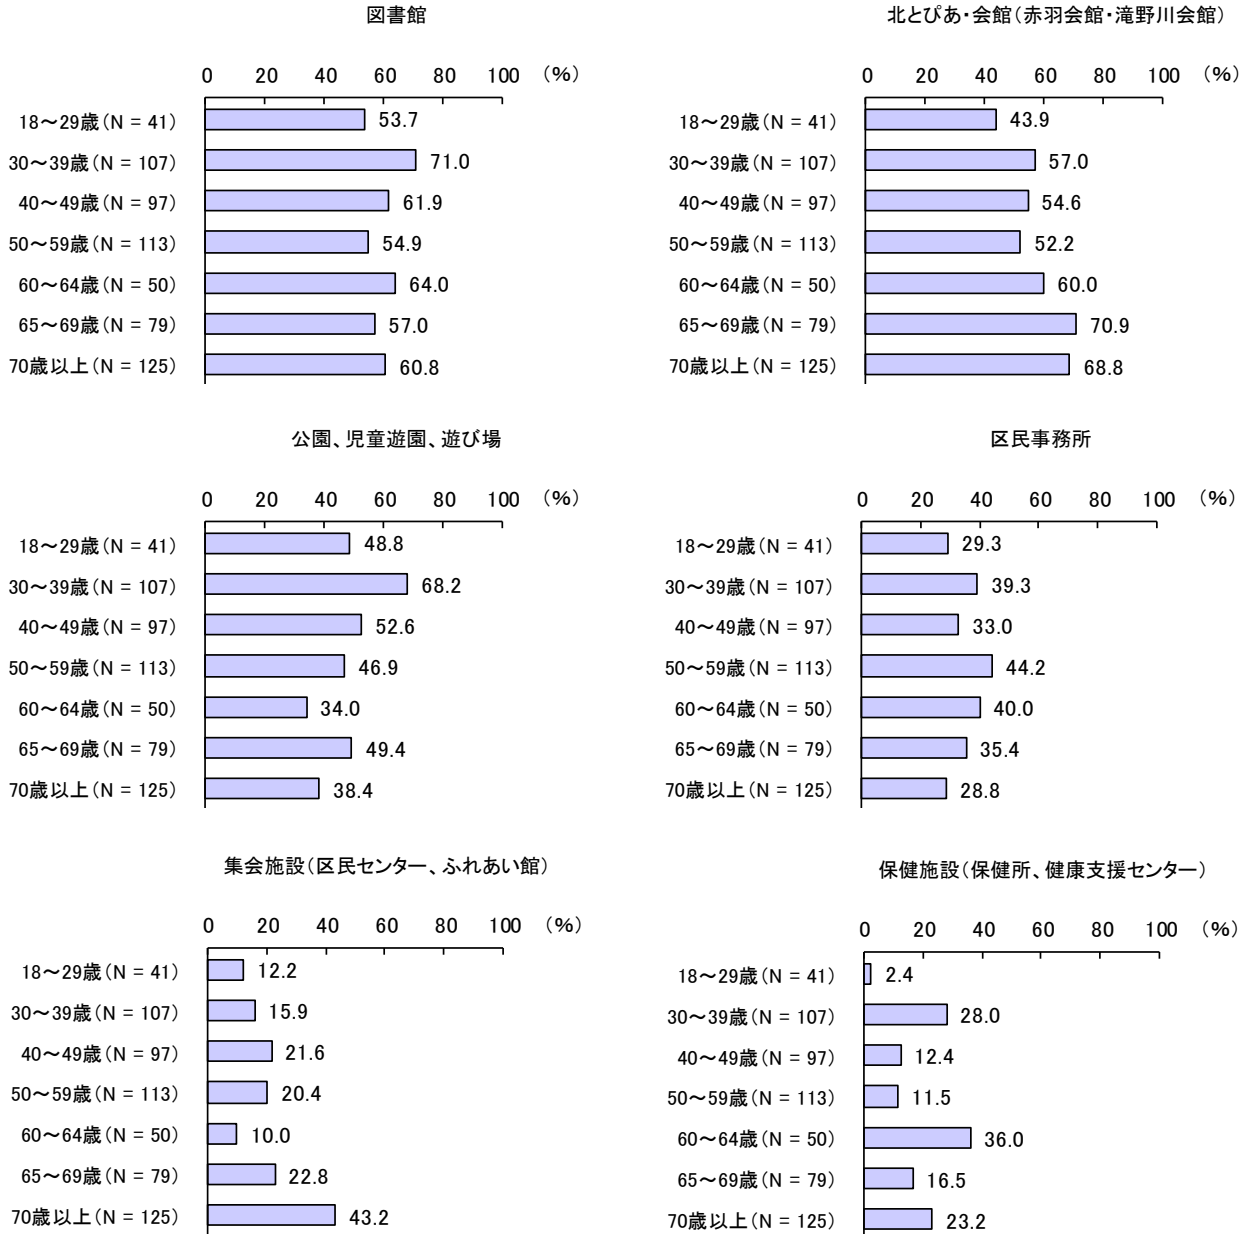 図書館
0 20 40 60 80 100 (%)
18～29歳(N = 41) 53.7
30～39歳(N = 107) 71.0
40～49歳(N = 97) 61.9
50～59歳(N = 113) 54.9
60～64歳(N = 50) 64.0
65～69歳(N = 79) 57.0
70歳以上(N = 125) 60.8
北とぴあ・会館(赤羽会館・滝野川会館)
0 20 40 60 80 100 (%)
18～29歳(N = 41) 43.9
30～39歳(N = 107) 57.0
40～49歳(N = 97) 54.6
50～59歳(N = 113) 52.2
60～64歳(N = 50) 60.0
65～69歳(N = 79) 70.9
70歳以上(N = 125) 68.8
公園、児童遊園、遊び場
0 20 40 60 80 100 (%)
18～29歳(N = 41) 48.8
30～39歳(N = 107) 68.2
40～49歳(N = 97) 52.6
50～59歳(N = 113) 46.9
60～64歳(N = 50) 34.0
65～69歳(N = 79) 49.4
70歳以上(N = 125) 38.4
区民事務所
0 20 40 60 80 100 (%)
18～29歳(N = 41) 29.3
30～39歳(N = 107) 39.3
40～49歳(N = 97) 33.0
50～59歳(N = 113) 44.2
60～64歳(N = 50) 40.0
65～69歳(N = 79) 35.4
70歳以上(N = 125) 28.8
集会施設(区民センター、ふれあい館)
0 20 40 60 80 100 (%)
18～29歳(N = 41) 12.2
30～39歳(N = 107) 15.9
40～49歳(N = 97) 21.6
50～59歳(N = 113) 20.4
60～64歳(N = 50) 10.0
65～69歳(N = 79) 22.8
70歳以上(N = 125) 43.2
保健施設(保健所、健康支援センター)
0 20 40 60 80 100 (%)
18～29歳(N = 41) 2.4
30～39歳(N = 107) 28.0
40～49歳(N = 97) 12.4
50～59歳(N = 113) 11.5
60～64歳(N = 50) 36.0
65～69歳(N = 79) 16.5
70歳以上(N = 125) 23.2